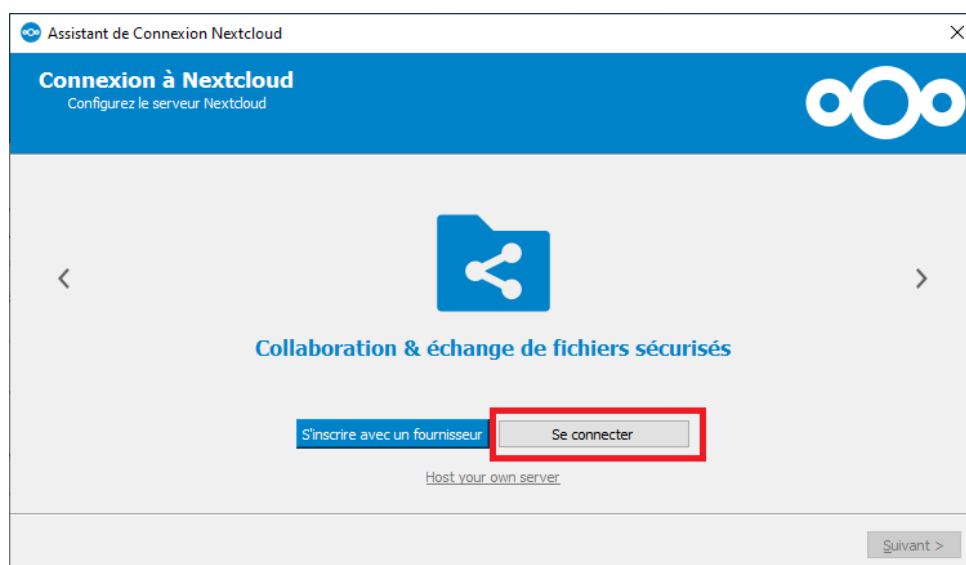 Assistant de Connexion Nextcloud
Connexion à Nextcloud
Configurez le serveur Nextcloud
Collaboration & échange de fichiers sécurisés
S'inscrire avec un fournisseur
Se connecter
Host your own server
Suivant >